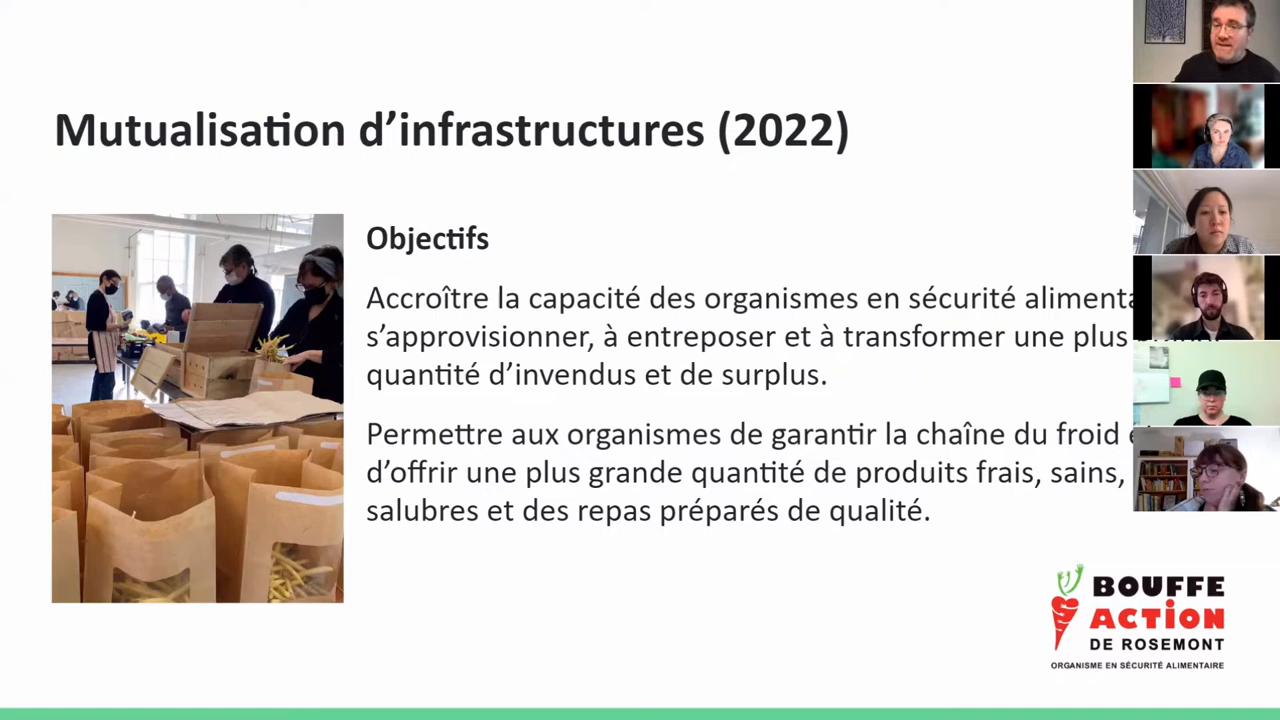 Mutualisation d’infrastructures (2022)
Objectifs
Accroître la capacité des organismes en sécurité
s’approvisionner, à entreposer et à transformer une plus
quantité d’invendus et de surplus.
Permettre aux organismes de garantir la chaîne du froid
d’offrir une plus grande quantité de produits frais, sains,
salubres et des repas préparés de qualité.
BOUFFE
ACTiON
DE ROSEMONT
ORGANISME EN SÉCURITÉ ALIMENTAIRE